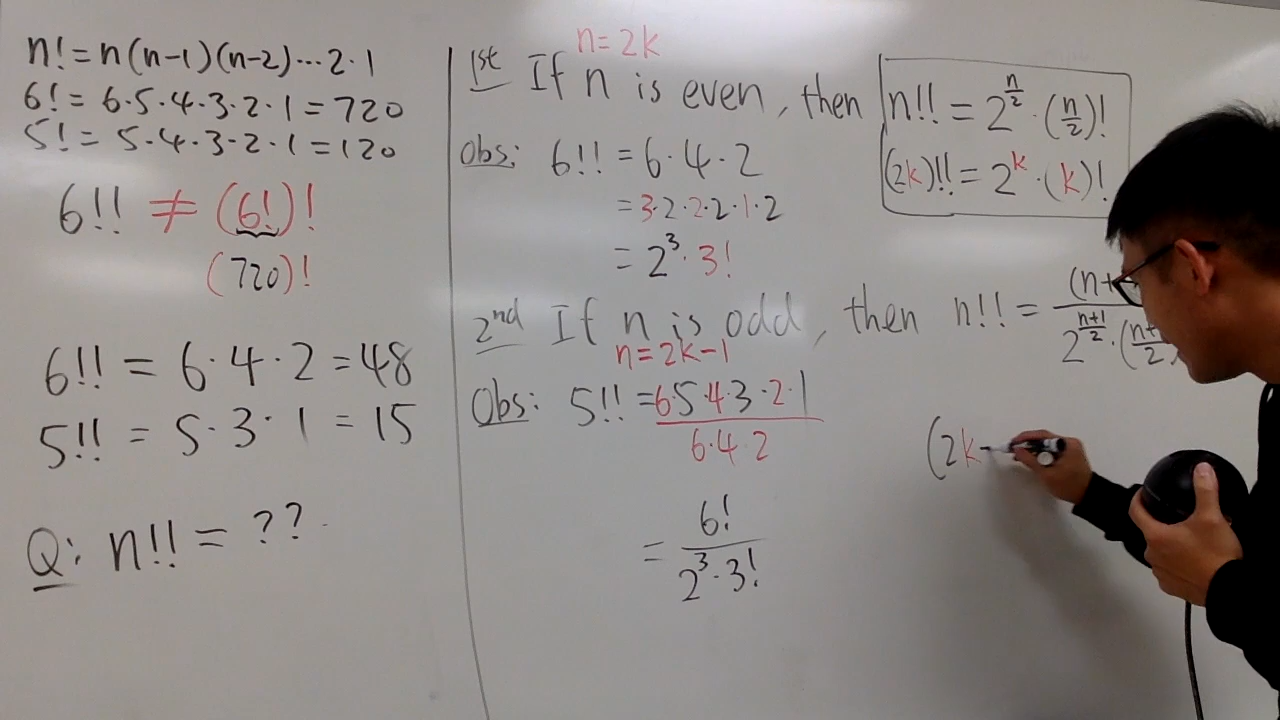 n! = n(n-1)(n-2)...2·1
6! = 6·5·4·3·2·1 = 720
5! = 5·4·3·2·1 = 120
6!! ≠ (6!)!
(720)!
6!! = 6·4·2 = 48
5!! = 5·3·1 = 15
Q: n!! = ??
n=2k
1st If n is even, then n!! = 2^(n/2) · (n/2)!
(2k)!! = 2^k · (k)!
Obs: 6!! = 6·4·2
= 3·2·2·2·1·2
= 2^3 · 3!
2nd If n is odd, then n!! = (n+ / 2^((n+1)/2) · (n+ / 2)
n=2k-1
Obs: 5!! = 6·5·4·3·2·1 / 6·4·2
= 6! / 2^3 · 3!
(2k-